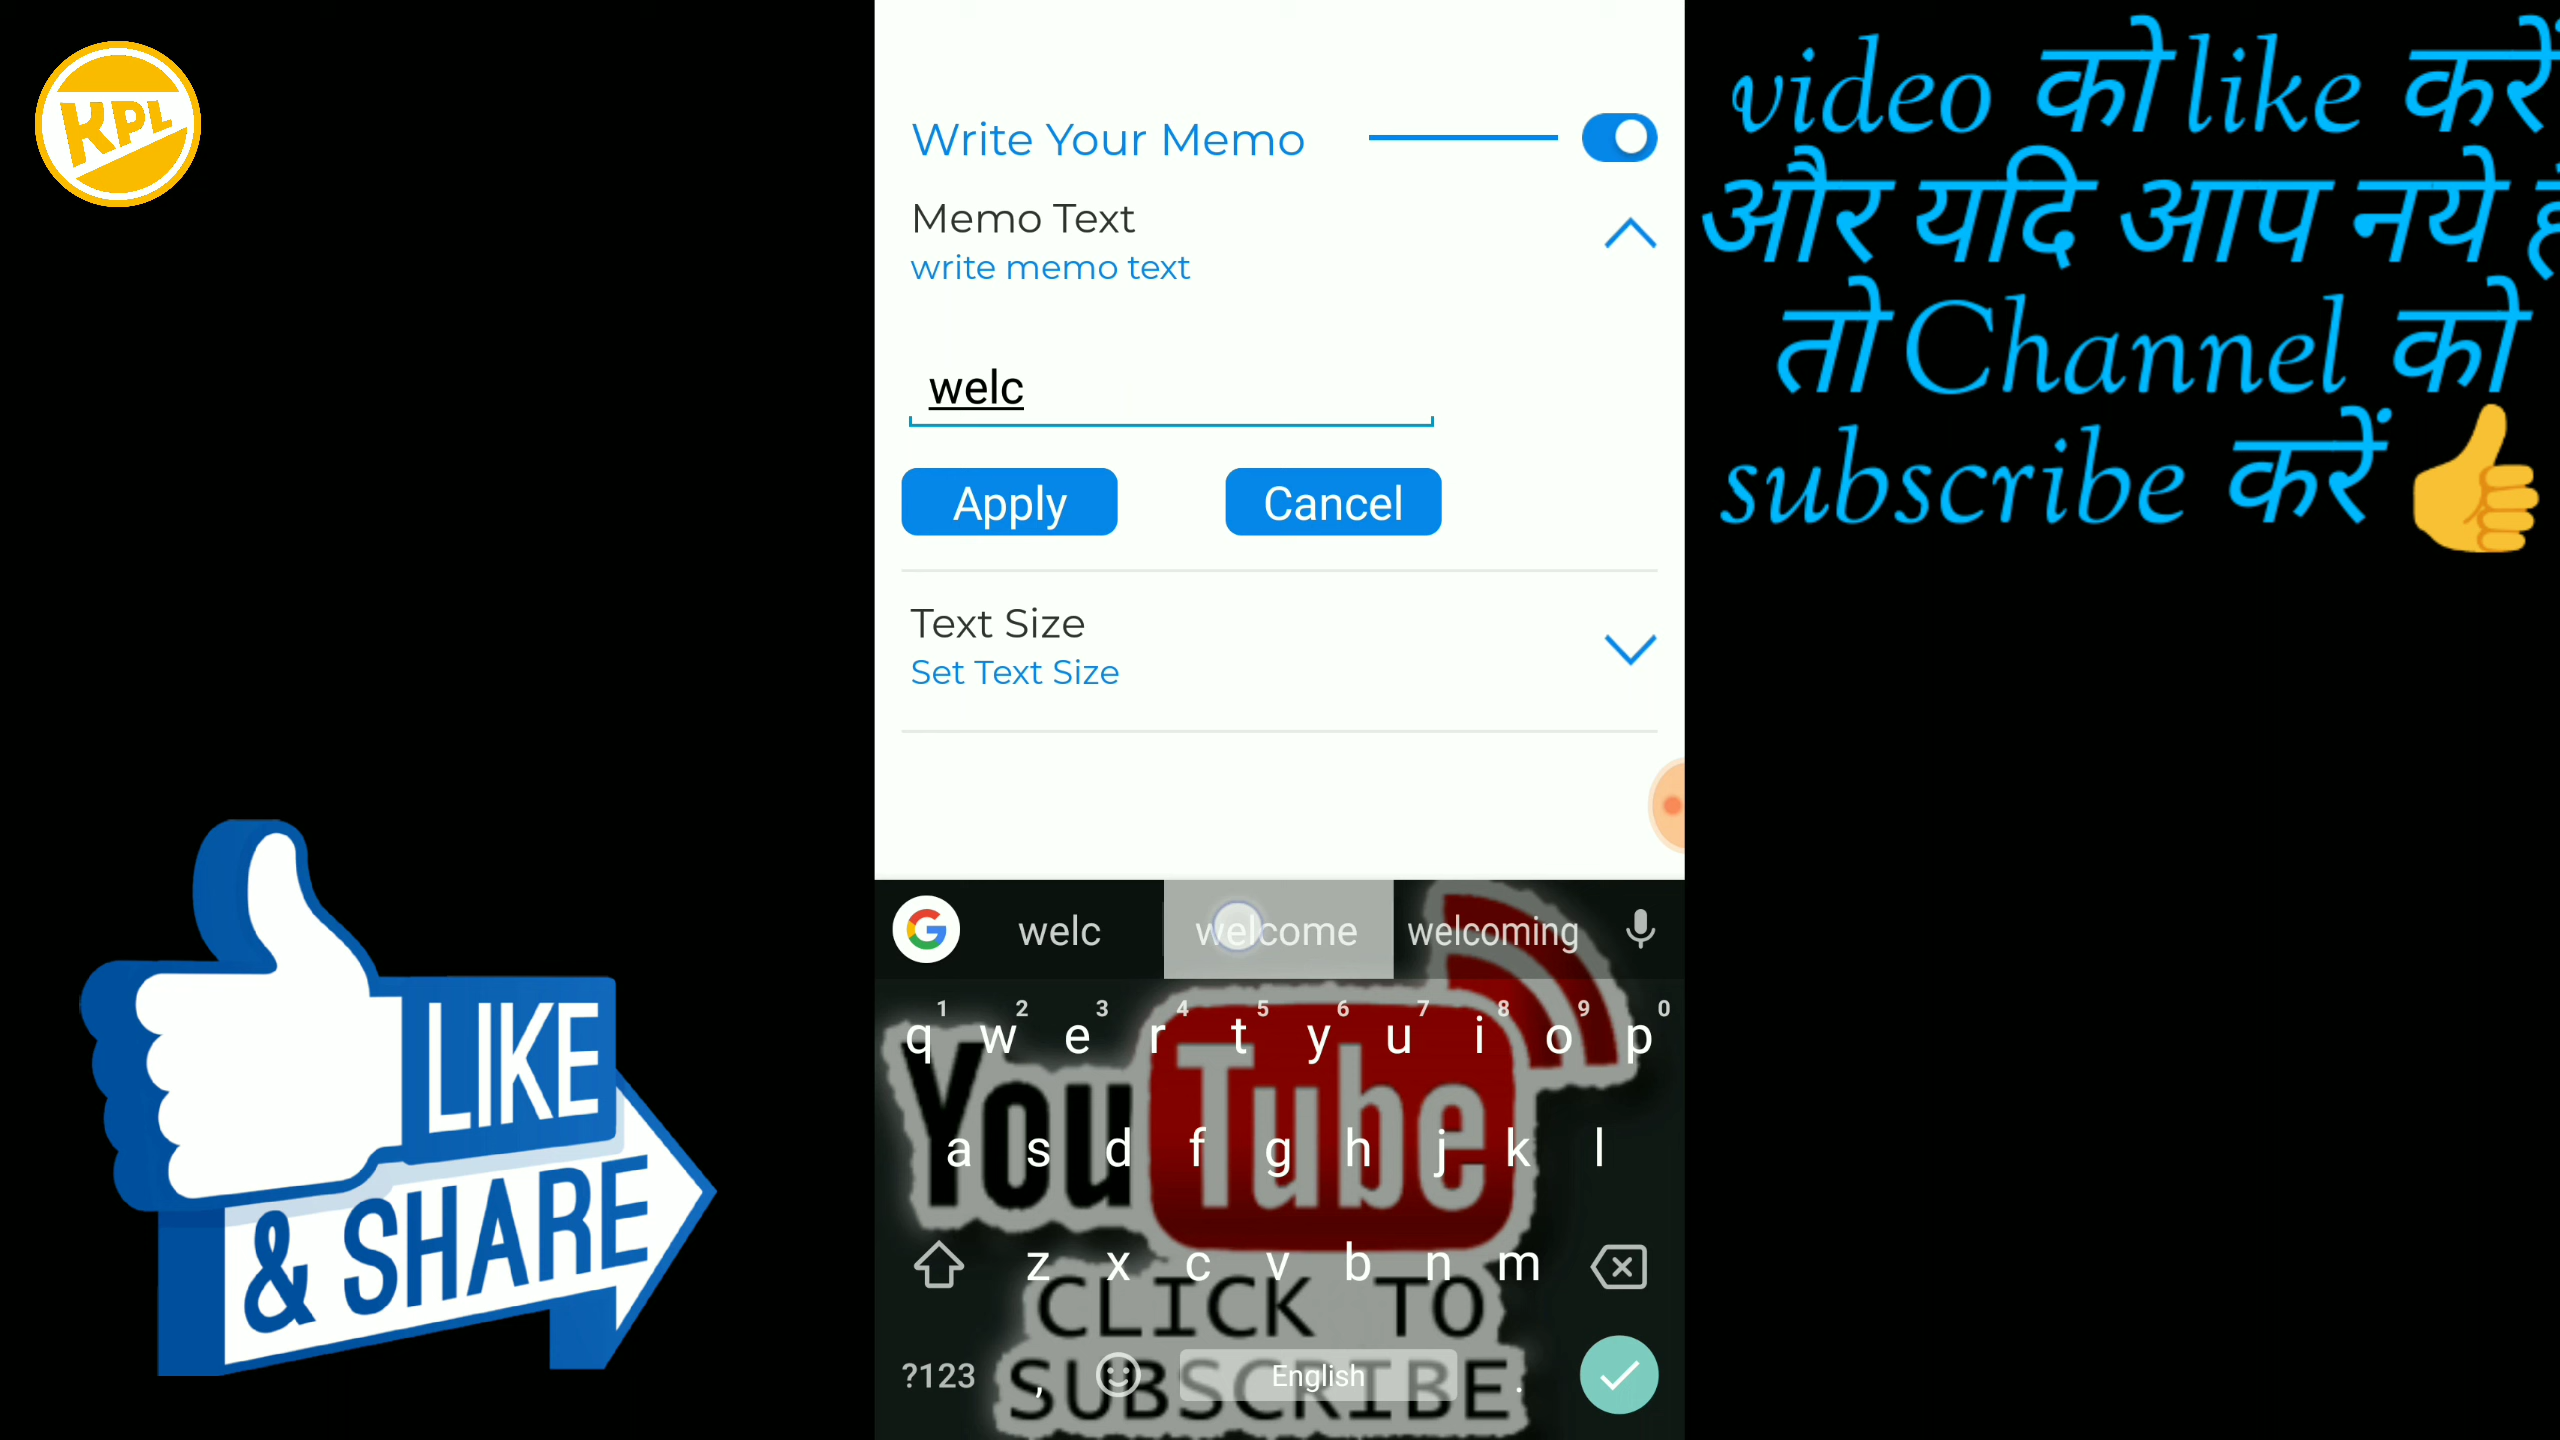 KPL
Write Your Memo
Memo Text
write memo text
welc
Apply
Cancel
Text Size
Set Text Size
welc
welcome
welcoming
1 2 3 4 5 6 7 8 9 0
q w e r t y u i o p
a s d f g h j k l
z x c v b n m
?123 , English .
YouTube
CLICK TO
SUBSCRIBE
LIKE
& SHARE
video को like करें
और यदि आप नये
तो Channel को
subscribe करें 👍